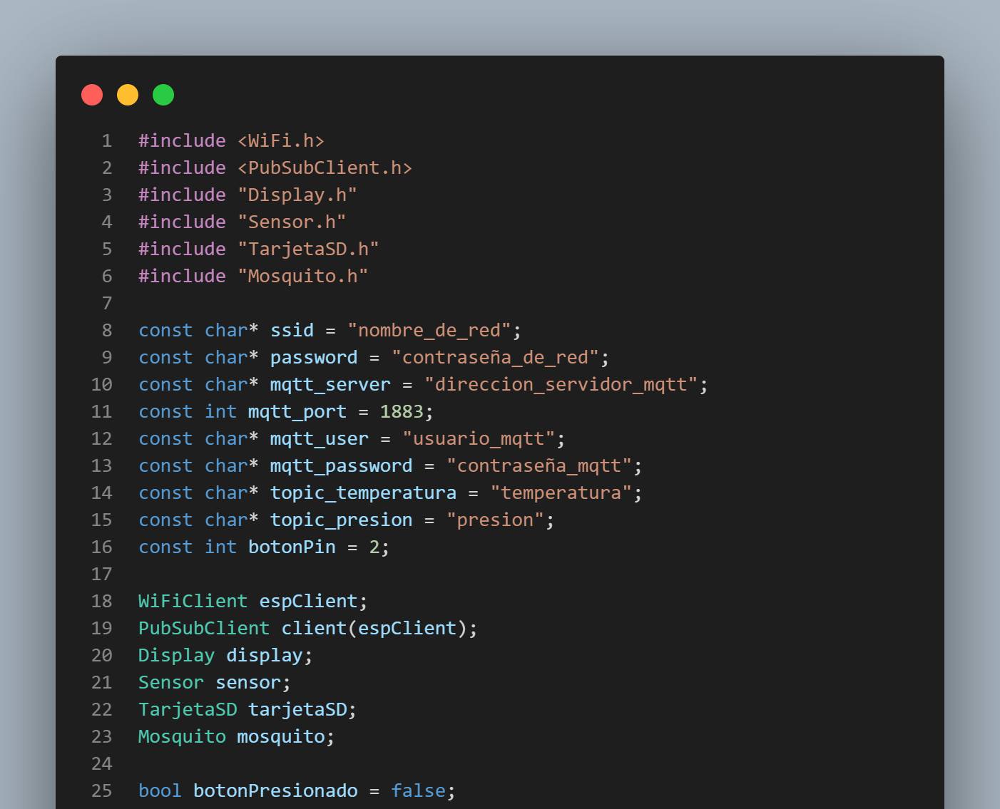 1 #include <WiFi.h>
2 #include <PubSubClient.h>
3 #include "Display.h"
4 #include "Sensor.h"
5 #include "TarjetaSD.h"
6 #include "Mosquito.h"
7
8 const char* ssid = "nombre_de_red";
9 const char* password = "contraseña_de_red";
10 const char* mqtt_server = "direccion_servidor_mqtt";
11 const int mqtt_port = 1883;
12 const char* mqtt_user = "usuario_mqtt";
13 const char* mqtt_password = "contraseña_mqtt";
14 const char* topic_temperatura = "temperatura";
15 const char* topic_presion = "presion";
16 const int botonPin = 2;
17
18 WiFiClient espClient;
19 PubSubClient client(espClient);
20 Display display;
21 Sensor sensor;
22 TarjetaSD tarjetaSD;
23 Mosquito mosquito;
24
25 bool botonPresionado = false;